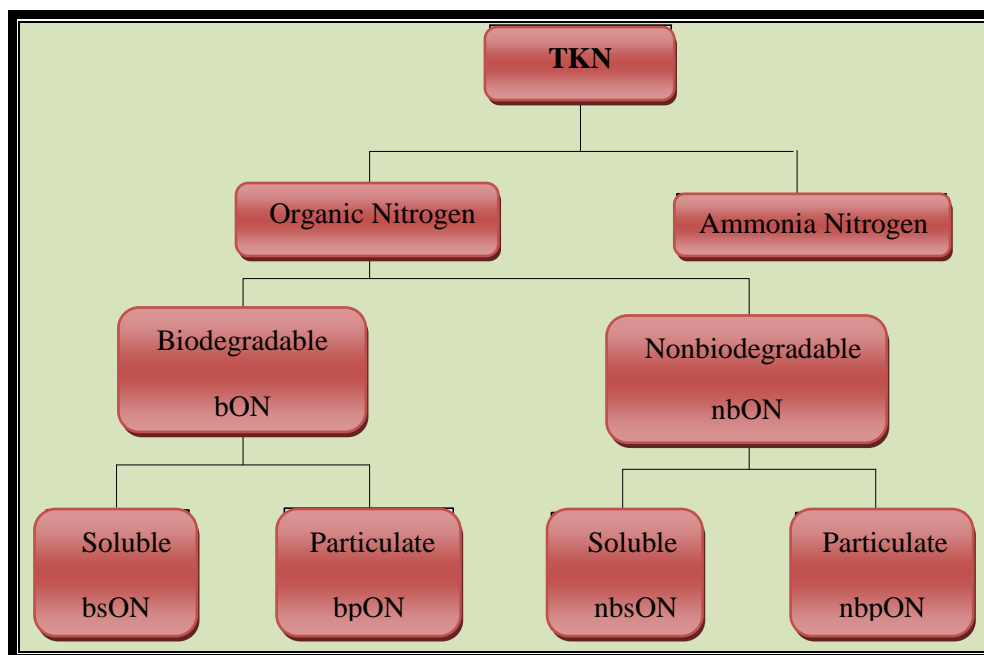 TKN
Organic Nitrogen
Ammonia Nitrogen
Biodegradable
bON
Nonbiodegradable
nbON
Soluble
bsON
Particulate
bpON
Soluble
nbsON
Particulate
nbpON